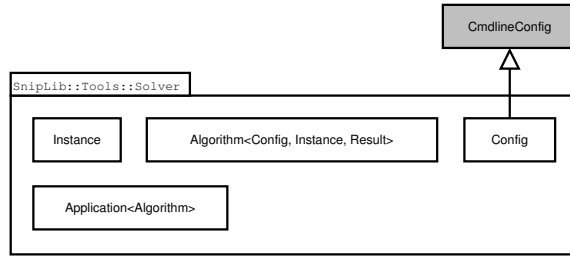 CmdlineConfig
SnipLib::Tools::Solver
Instance
Algorithm<Config, Instance, Result>
Config
Application<Algorithm>